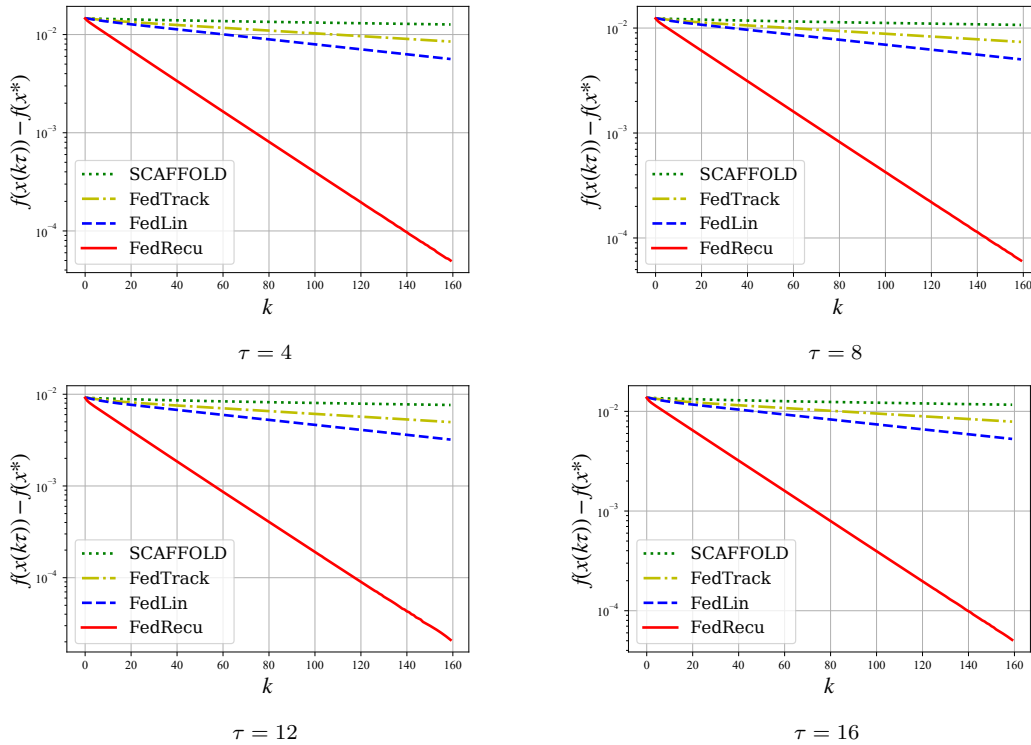 f(x(kτ)) − f(x*)
10⁻²
10⁻³
10⁻⁴
SCAFFOLD
FedTrack
FedLin
FedRecu
0 20 40 60 80 100 120 140 160
k
τ = 4
f(x(kτ)) − f(x*)
10⁻²
10⁻³
10⁻⁴
SCAFFOLD
FedTrack
FedLin
FedRecu
0 20 40 60 80 100 120 140 160
k
τ = 8
f(x(kτ)) − f(x*)
10⁻²
10⁻³
10⁻⁴
SCAFFOLD
FedTrack
FedLin
FedRecu
0 20 40 60 80 100 120 140 160
k
τ = 12
f(x(kτ)) − f(x*)
10⁻²
10⁻³
10⁻⁴
SCAFFOLD
FedTrack
FedLin
FedRecu
0 20 40 60 80 100 120 140 160
k
τ = 16